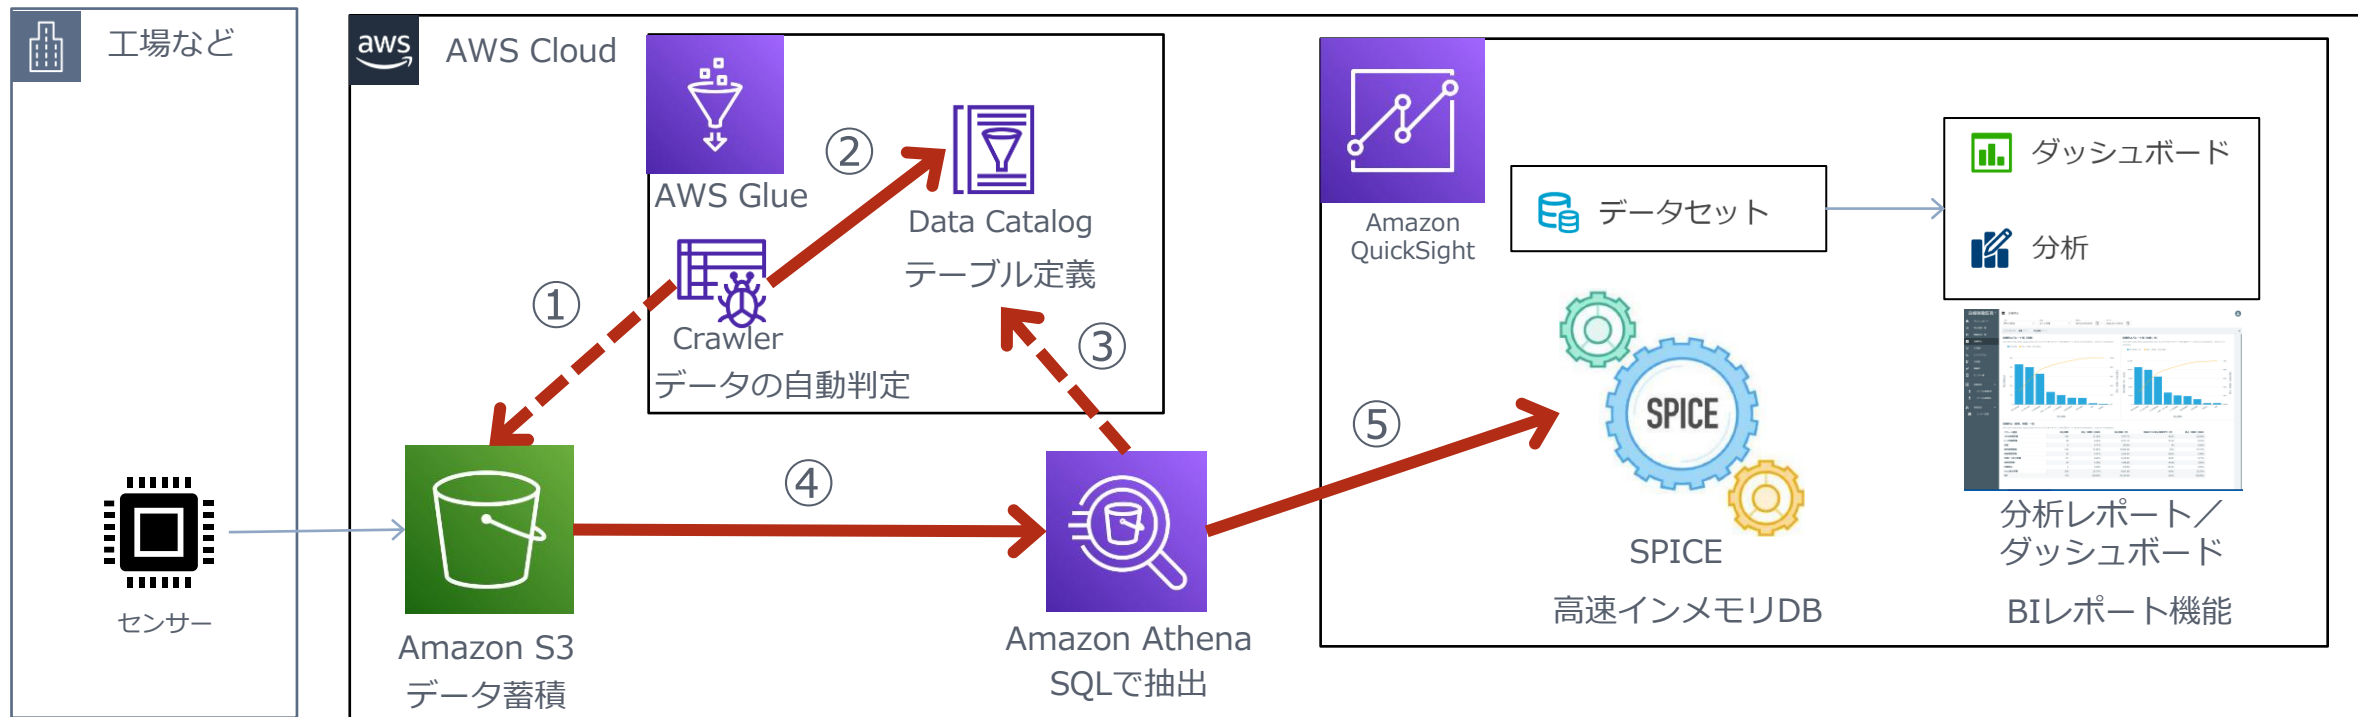 工場など
aws
AWS Cloud
AWS Glue
②
Data Catalog
テーブル定義
①
Crawler
データの自動判定
③
④
⑤
センサー
Amazon S3
データ蓄積
Amazon Athena
SQLで抽出
Amazon
QuickSight
データセット
ダッシュボード
分析
SPICE
SPICE
高速インメモリDB
分析レポート／
ダッシュボード
BIレポート機能